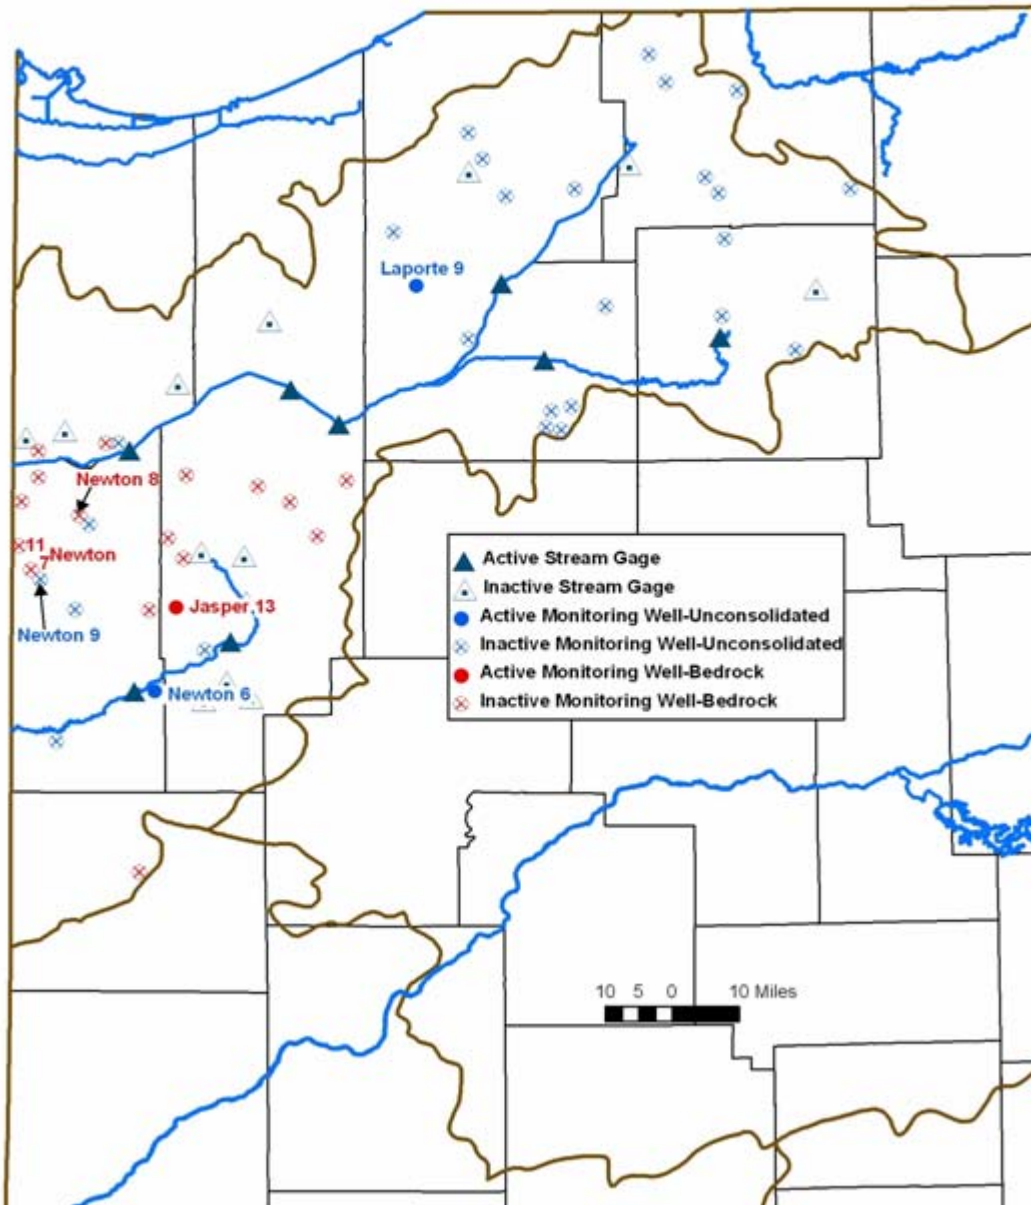 Laporte 9
Newton 8
11
7 Newton
Newton 9
Jasper 13
Newton 6
Active Stream Gage
Inactive Stream Gage
Active Monitoring Well-Unconsolidated
Inactive Monitoring Well-Unconsolidated
Active Monitoring Well-Bedrock
Inactive Monitoring Well-Bedrock
10 5 0 10 Miles